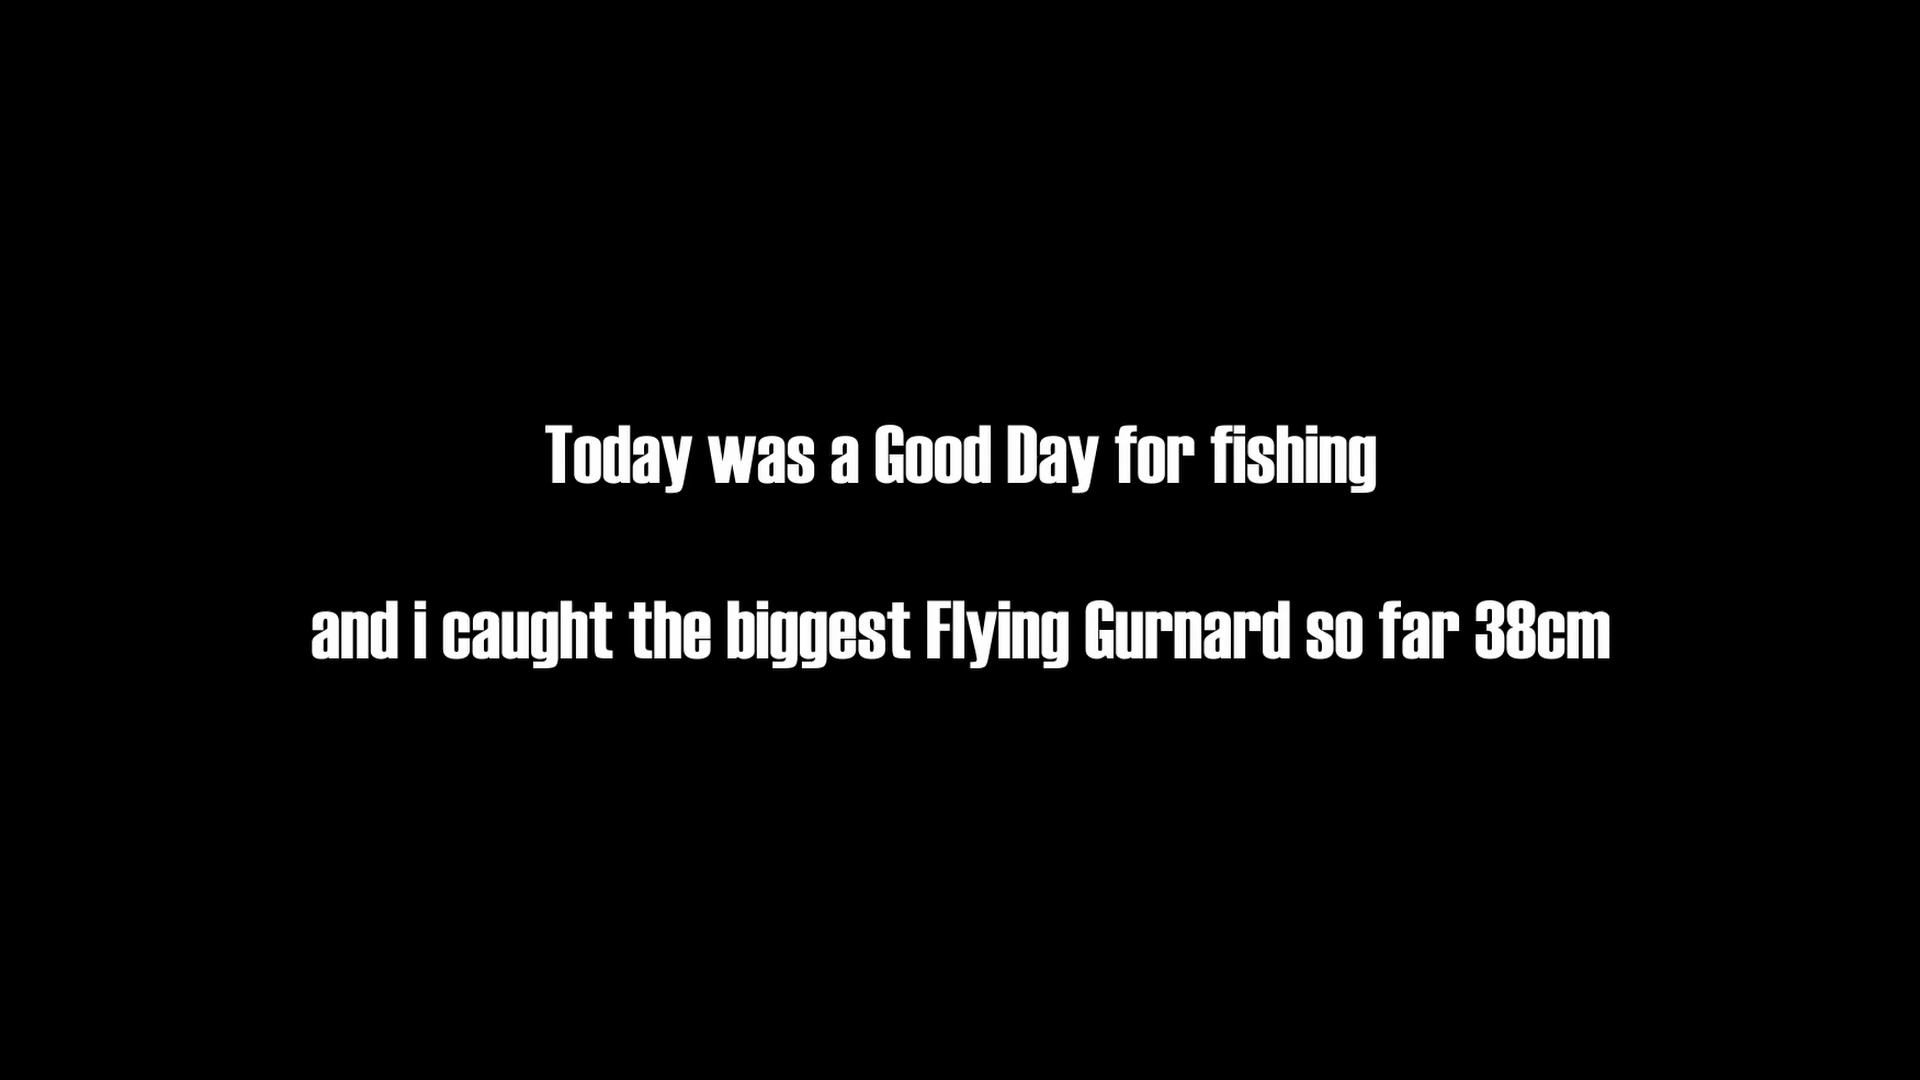 Today was a Good Day for fishing
and i caught the biggest Flying Gurnard so far 38cm